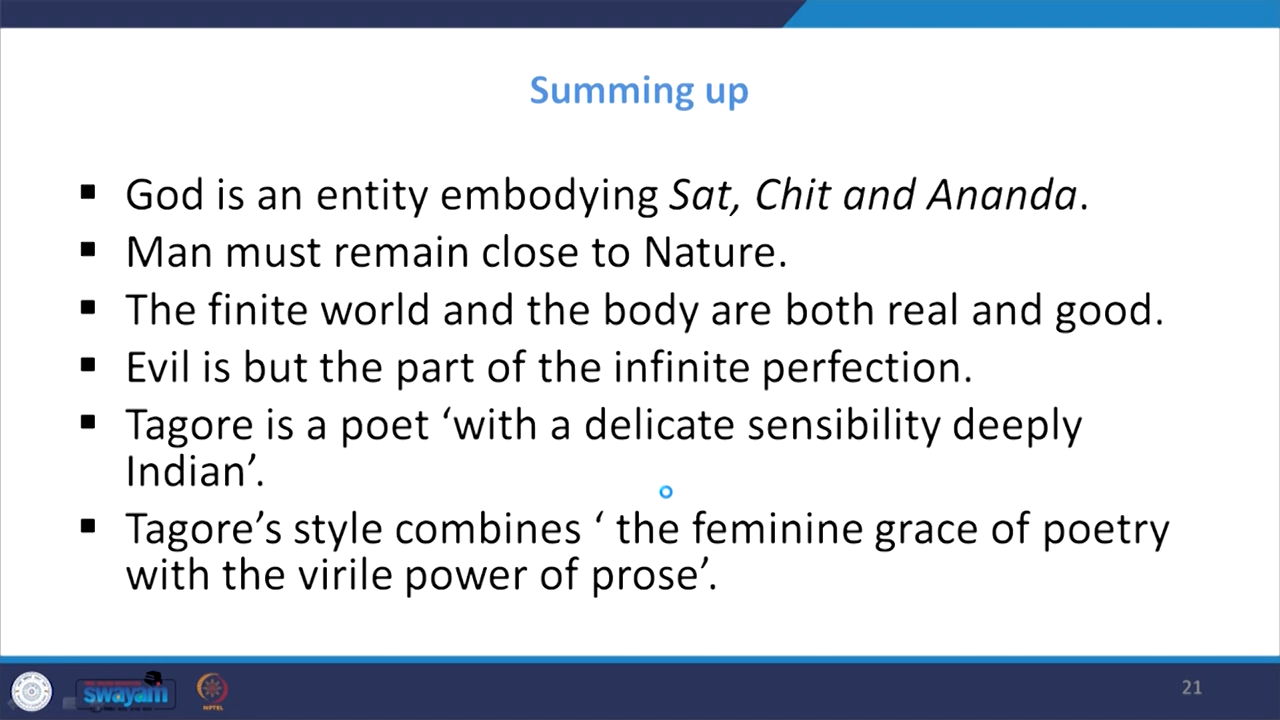 Summing up
▪ God is an entity embodying Sat, Chit and Ananda.
▪ Man must remain close to Nature.
▪ The finite world and the body are both real and good.
▪ Evil is but the part of the infinite perfection.
▪ Tagore is a poet ‘with a delicate sensibility deeply
Indian’.
▪ Tagore’s style combines ‘ the feminine grace of poetry
with the virile power of prose’.
swayam
NPTEL
21